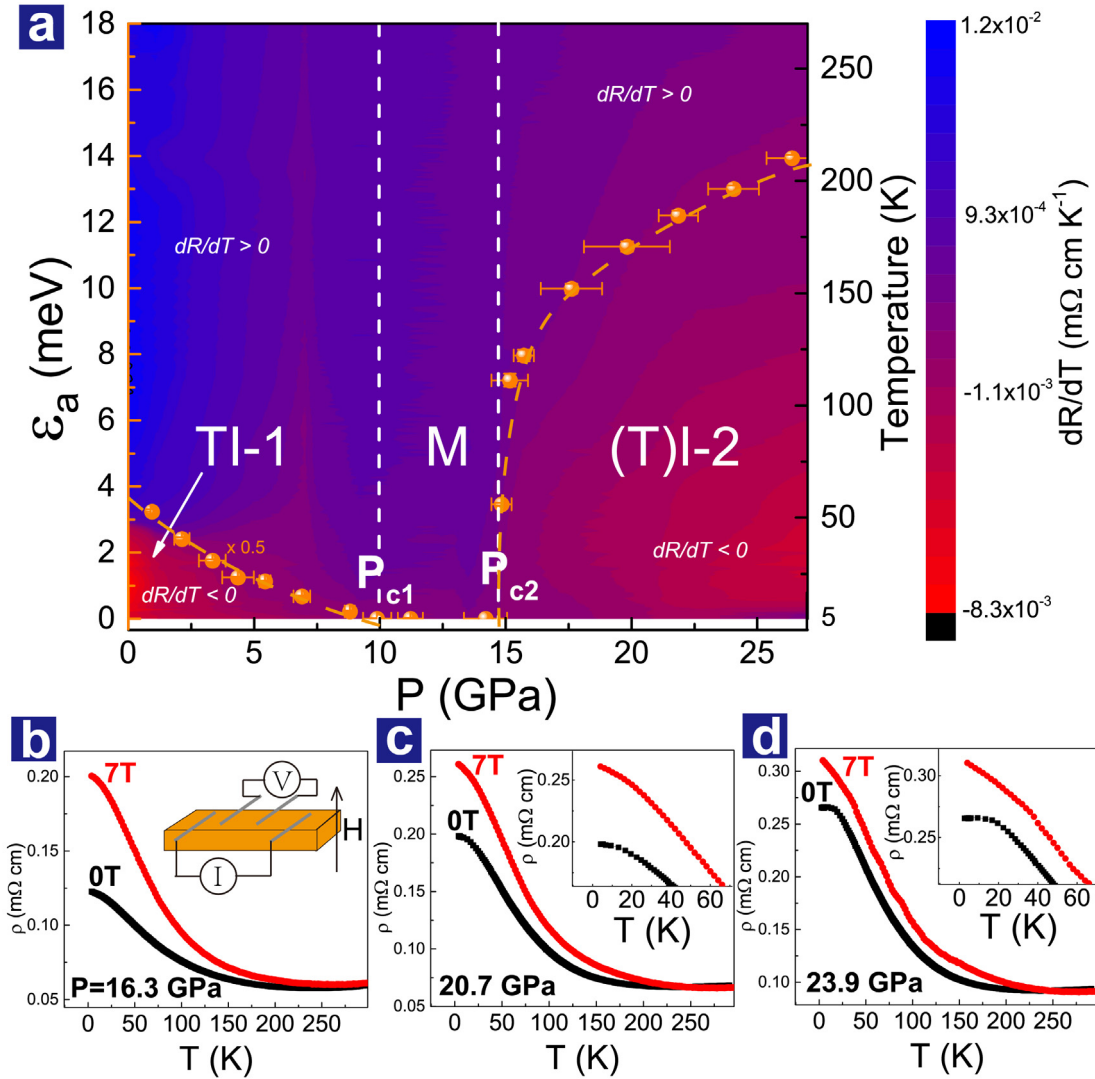 a
18
16
14
12
10
8
6
4
2
0
εa (meV)
0
5
10
15
20
25
P (GPa)
250
200
150
100
50
5
Temperature (K)
dR/dT > 0
dR/dT > 0
TI-1
M
(T)I-2
x 0.5
Pc1
Pc2
dR/dT < 0
dR/dT < 0
1.2x10⁻²
9.3x10⁻⁴
-1.1x10⁻³
-8.3x10⁻³
dR/dT (mΩ cm K⁻¹)
b
0.20
0.15
0.10
0.05
ρ (mΩ cm)
7T
0T
V
I
H
P=16.3 GPa
0 50 100 150 200 250
T (K)
c
0.25
0.20
0.15
0.10
0.05
ρ (mΩ cm)
7T
0T
0.25
0.20
ρ (mΩ cm)
0 20 40 60
T (K)
20.7 GPa
0 50 100 150 200 250
T (K)
d
0.30
0.25
0.20
0.15
0.10
ρ (mΩ cm)
7T
0T
0.30
0.25
ρ (mΩ cm)
0 20 40 60
T (K)
23.9 GPa
0 50 100 150 200 250
T (K)